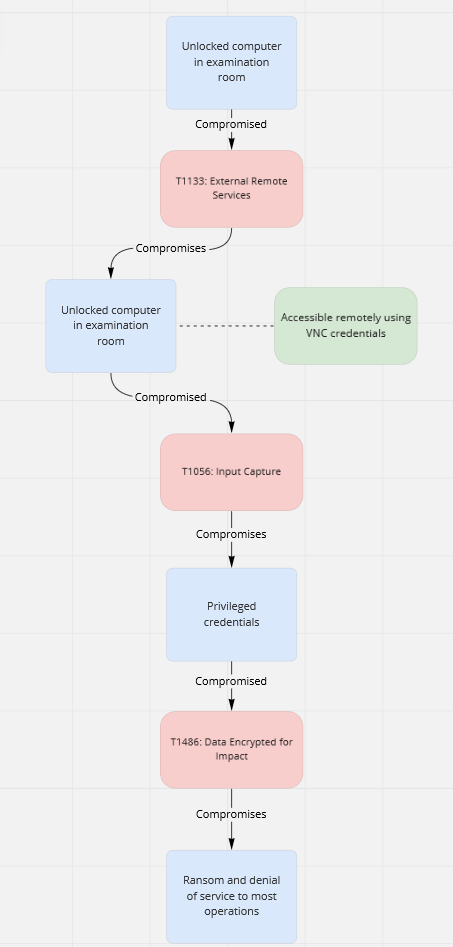 Unlocked computer
in examination
room
Compromised
T1133: External Remote
Services
Compromises
Unlocked computer
in examination
room
Accessible remotely using
VNC credentials
Compromised
T1056: Input Capture
Compromises
Privileged
credentials
Compromised
T1486: Data Encrypted for
Impact
Compromises
Ransom and denial
of service to most
operations